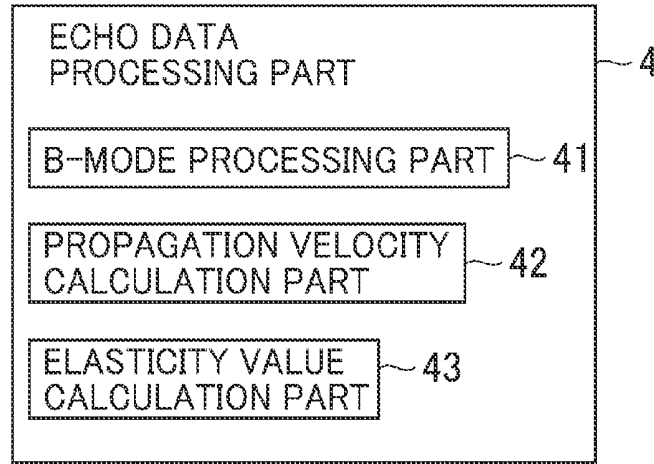 ECHO DATA
PROCESSING PART
4
B-MODE PROCESSING PART
41
PROPAGATION VELOCITY
CALCULATION PART
42
ELASTICITY VALUE
CALCULATION PART
43